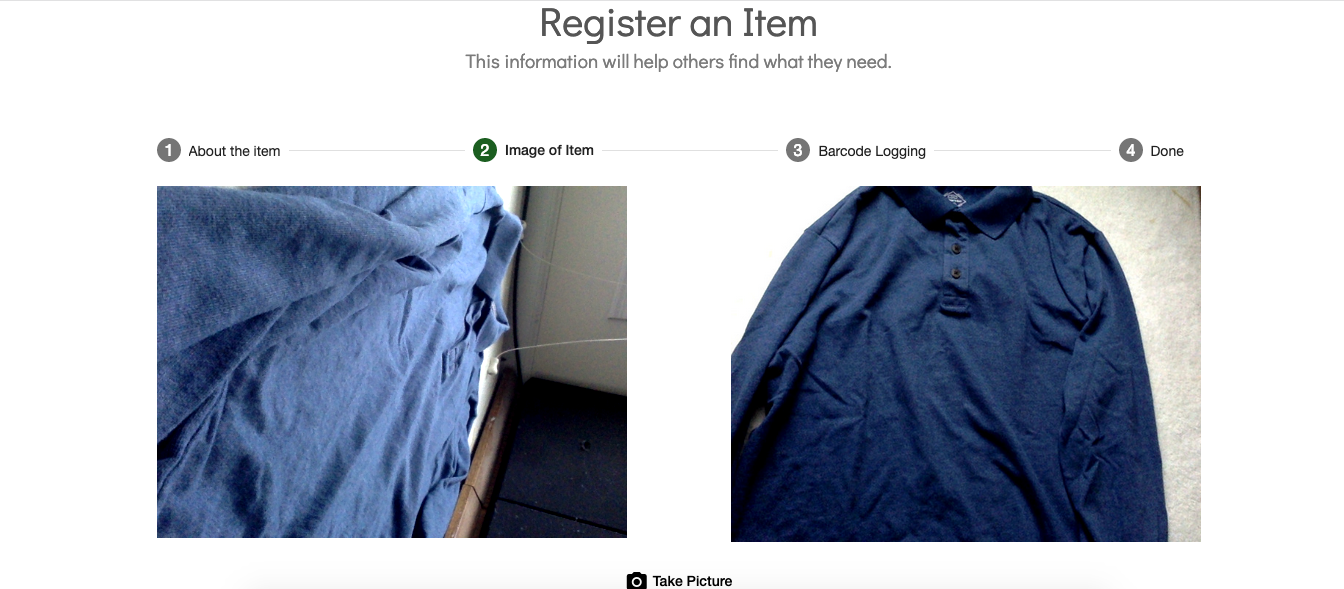 Register an Item
This information will help others find what they need.
1 About the item 2 Image of Item 3 Barcode Logging 4 Done
Take Picture